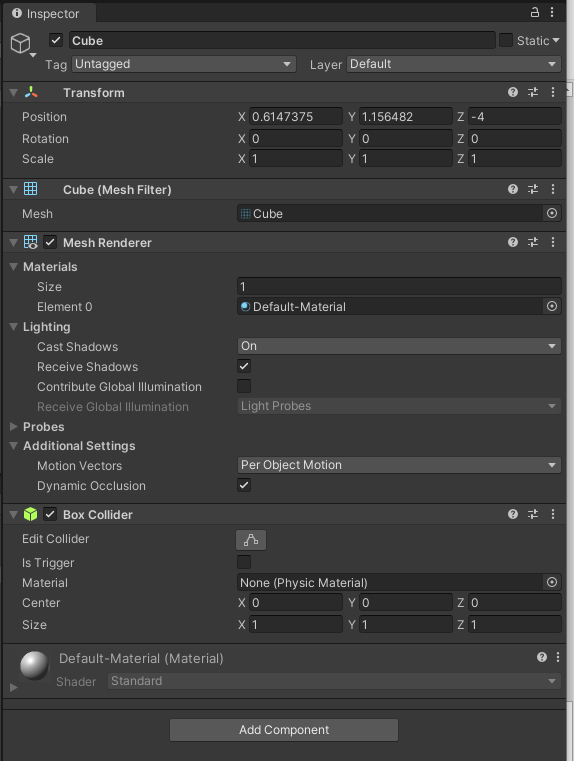 Inspector
Cube Static
Tag Untagged Layer Default
Transform
Position X 0.6147375 Y 1.156482 Z -4
Rotation X 0 Y 0 Z 0
Scale X 1 Y 1 Z 1
Cube (Mesh Filter)
Mesh Cube
Mesh Renderer
Materials
Size 1
Element 0 Default-Material
Lighting
Cast Shadows On
Receive Shadows
Contribute Global Illumination
Receive Global Illumination Light Probes
Probes
Additional Settings
Motion Vectors Per Object Motion
Dynamic Occlusion
Box Collider
Edit Collider
Is Trigger
Material None (Physic Material)
Center X 0 Y 0 Z 0
Size X 1 Y 1 Z 1
Default-Material (Material)
Shader Standard
Add Component